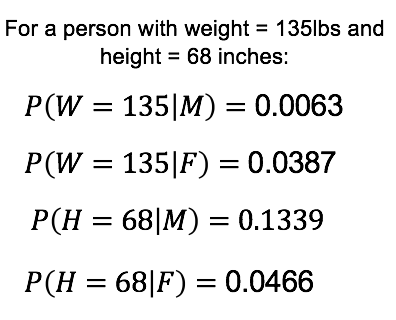 For a person with weight = 135lbs and
height = 68 inches:
P(W = 135|M) = 0.0063
P(W = 135|F) = 0.0387
P(H = 68|M) = 0.1339
P(H = 68|F) = 0.0466